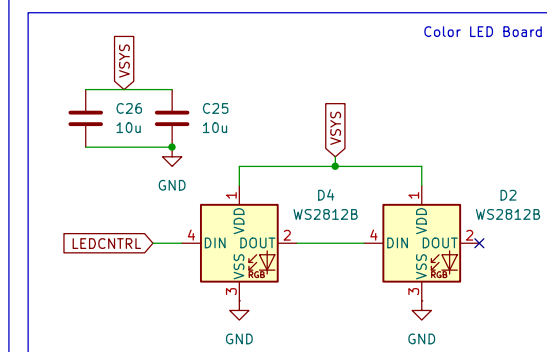 Color LED Board
VSYS
C26
10u
C25
10u
GND
VSYS
D4
WS2812B
D2
WS2812B
LEDCNTRL
1
VDD
4
DIN
DOUT
2
VSS
RGB
3
GND
1
VDD
4
DIN
DOUT
2
VSS
RGB
3
GND